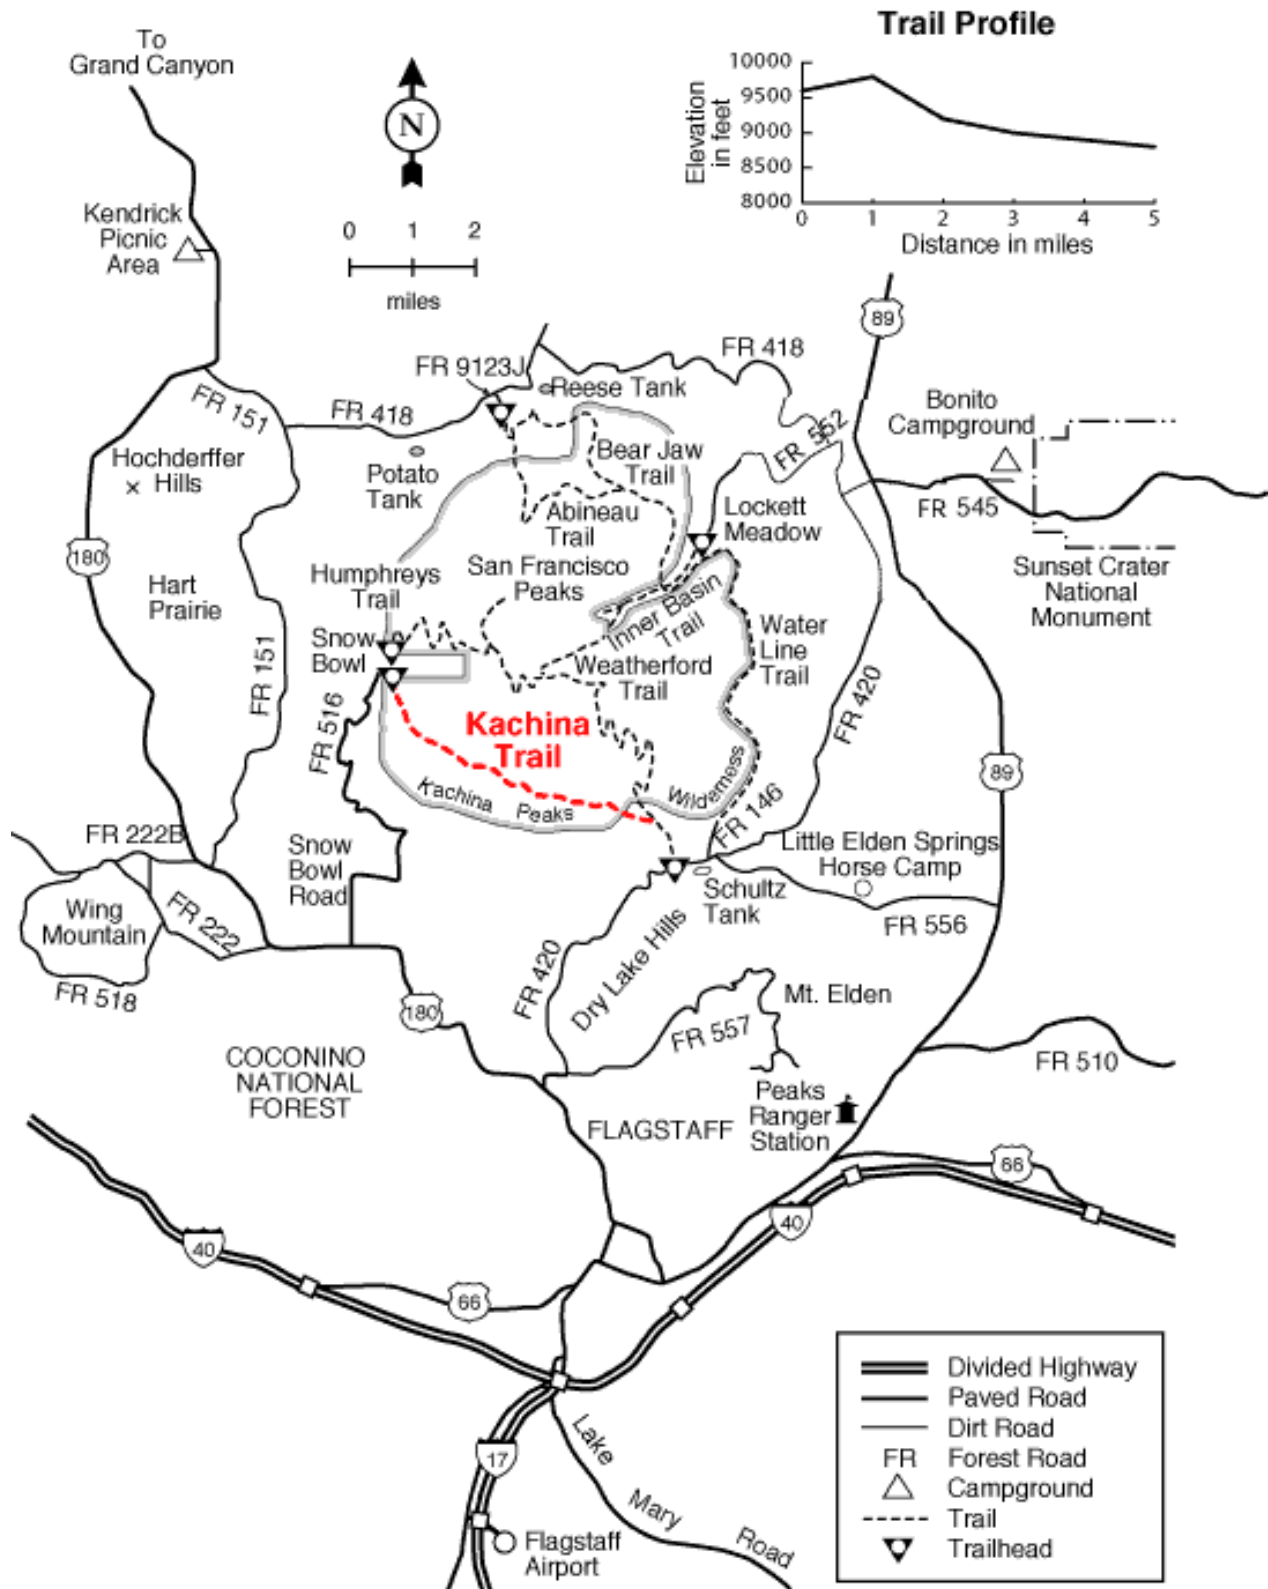 Trail Profile
To
Grand Canyon
10000
9500
9000
8500
8000
Elevation
in feet
0 1 2 3 4 5
Distance in miles
N
Kendrick
Picnic
Area
0 1 2
miles
89
FR 418
FR 9123J
Reese Tank
FR 151
FR 418
Bonito
Campground
FR 552
Hochderffer
Hills
Potato
Tank
Bear Jaw
Trail
Lockett
Meadow
FR 545
Abineau
Trail
180
San Francisco
Peaks
Humphreys
Trail
Hart
Prairie
Sunset Crater
National
Monument
Inner Basin
Trail
Water
Line
Trail
Snow
Bowl
Weatherford
Trail
FR 151
FR 516
FR 420
Kachina
Trail
89
Kachina Peaks Wilderness
FR 146
FR 222B
Snow
Bowl
Road
Little Elden Springs
Horse Camp
Schultz
Tank
Wing
Mountain
FR 222
FR 556
FR 518
FR 420
Dry Lake Hills
Mt. Elden
180
FR 557
COCONINO
NATIONAL
FOREST
FR 510
Peaks
Ranger
Station
FLAGSTAFF
66
40
40
66
Divided Highway
Paved Road
Dirt Road
FR Forest Road
Campground
Trail
Trailhead
17
Lake Mary Road
Flagstaff
Airport